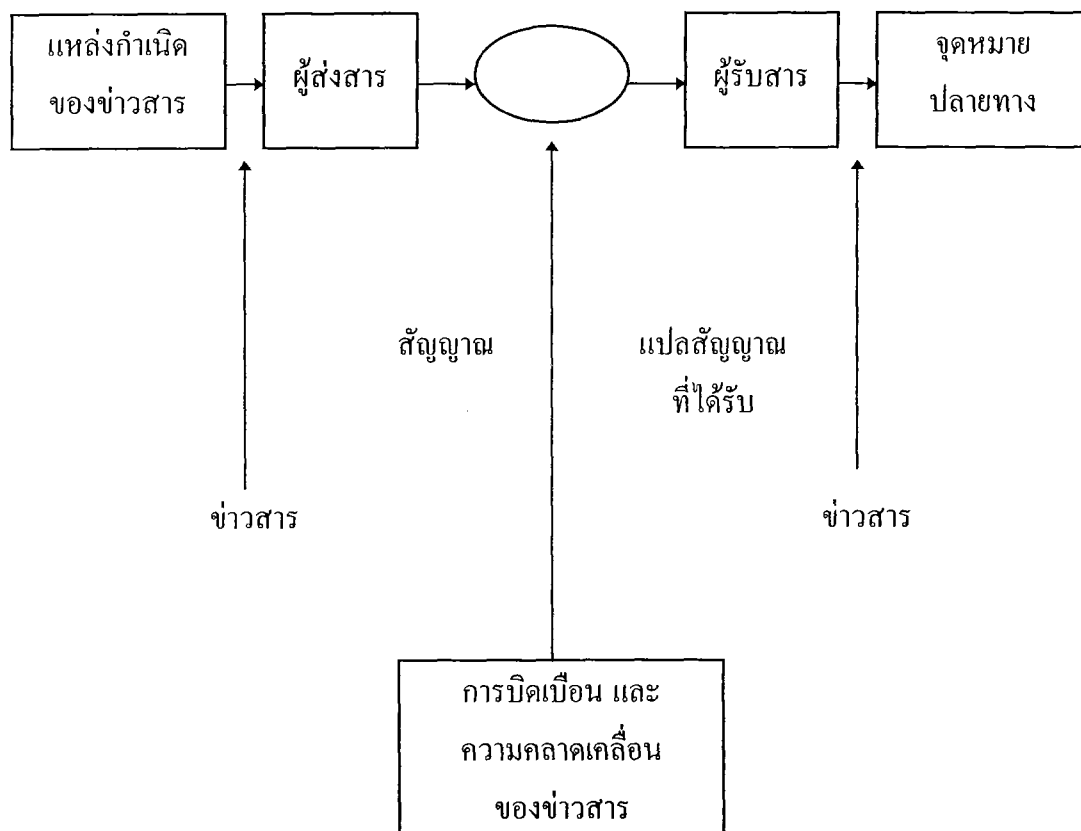 แหล่งกำเนิด
ของข่าวสาร
ผู้ส่งสาร
ผู้รับสาร
จุดหมาย
ปลายทาง
สัญญาณ
แปลสัญญาณ
ที่ได้รับ
ข่าวสาร
ข่าวสาร
การบิดเบือน และ
ความคลาดเคลื่อน
ของข่าวสาร